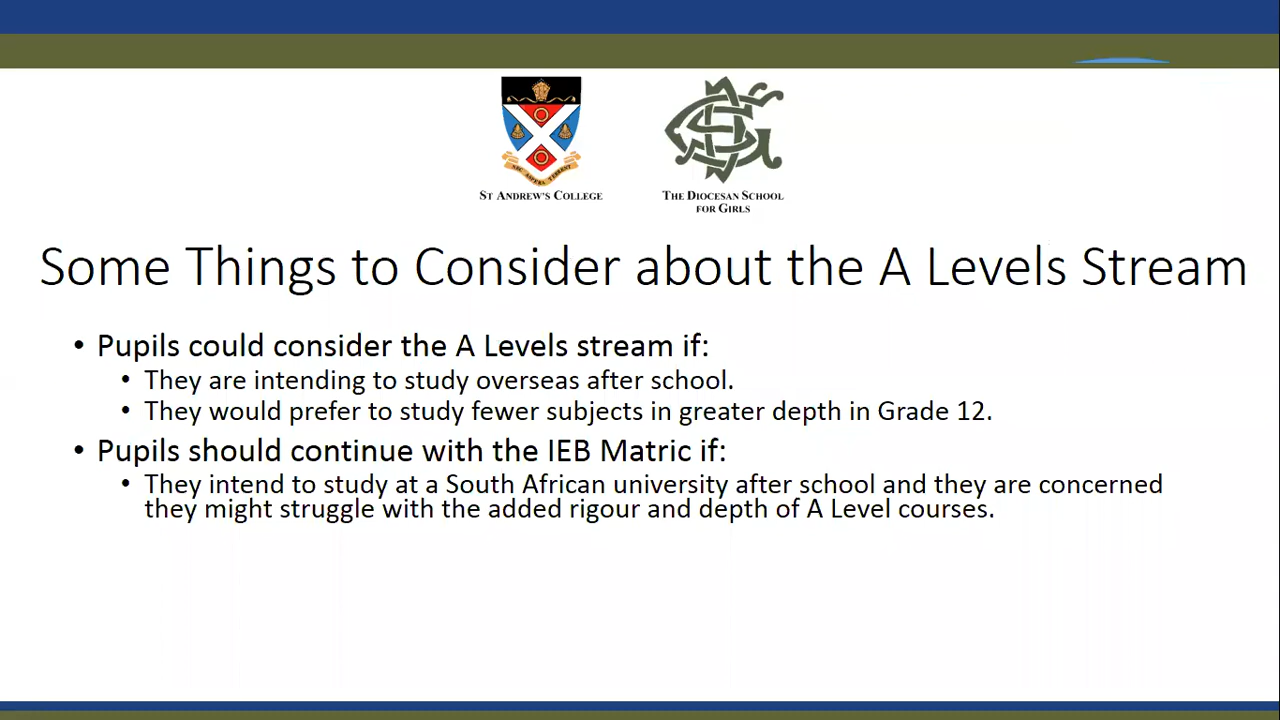 NEC ASPERA TERRENT
ST ANDREW'S COLLEGE
THE DIOCESAN SCHOOL
FOR GIRLS
Some Things to Consider about the A Levels Stream
• Pupils could consider the A Levels stream if:
• They are intending to study overseas after school.
• They would prefer to study fewer subjects in greater depth in Grade 12.
• Pupils should continue with the IEB Matric if:
• They intend to study at a South African university after school and they are concerned
they might struggle with the added rigour and depth of A Level courses.